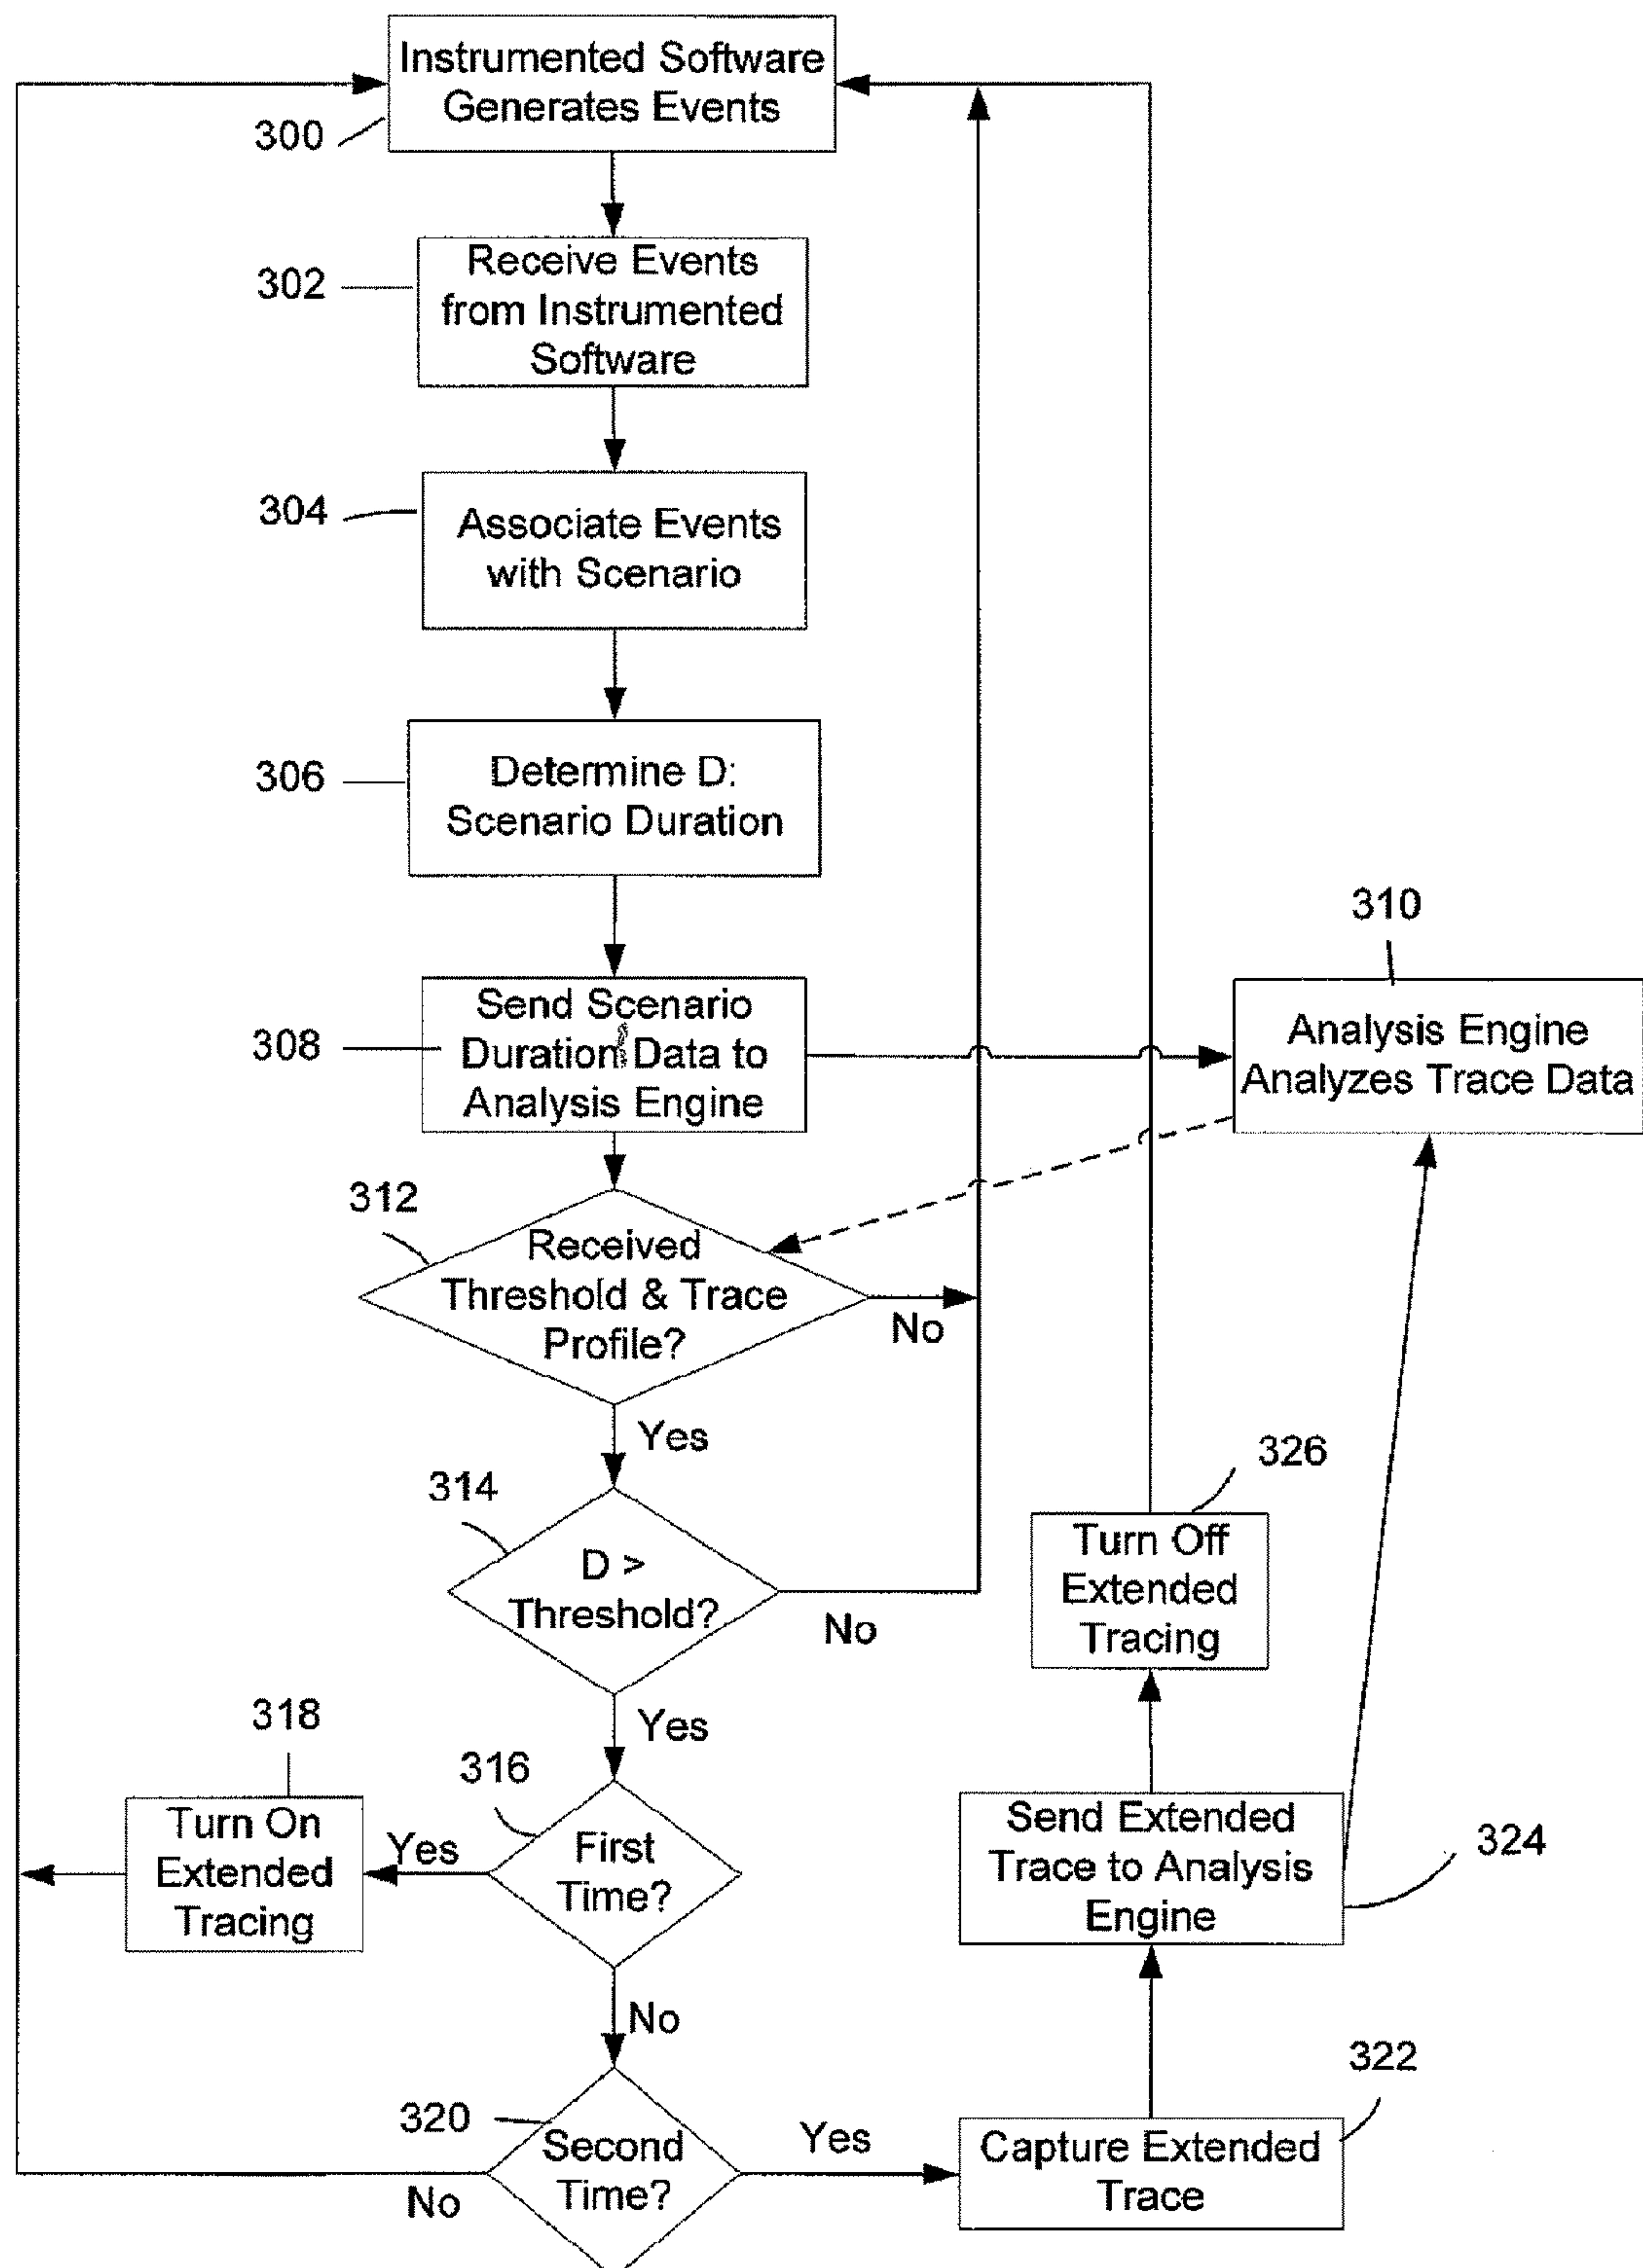 Instrumented Software
Generates Events
300
Receive Events
from Instrumented
Software
302
304
Associate Events
with Scenario
306
Determine D:
Scenario Duration
308
Send Scenario
Duration Data to
Analysis Engine
310
Analysis Engine
Analyzes Trace Data
312
Received
Threshold & Trace
Profile?
No
Yes
314
D >
Threshold?
No
Yes
316
First
Time?
Yes
318
Turn On
Extended
Tracing
No
320
Second
Time?
No
Yes
322
Capture Extended
Trace
324
Send Extended
Trace to Analysis
Engine
326
Turn Off
Extended
Tracing